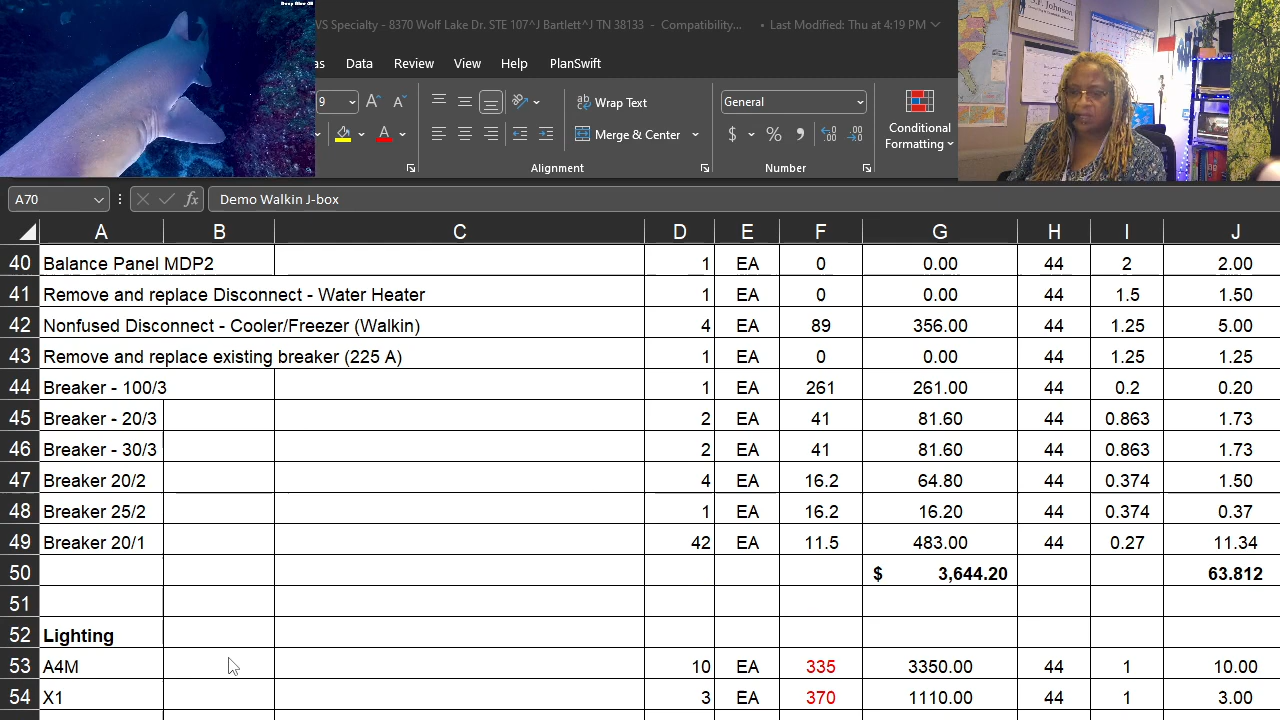 VS Specialty - 8370 Wolf Lake Dr. STE 107^J Bartlett^J TN 38133 - Compatibility... • Last Modified: Thu at 4:19 PM
as Data Review View Help PlanSwift
9 A A ab Wrap Text General
A Merge & Center $ % , Conditional Formatting
Alignment Number
F. Johnson
A70 fx Demo Walkin J-box
A B C D E F G H I J
40 Balance Panel MDP2 1 EA 0 0.00 44 2 2.00
41 Remove and replace Disconnect - Water Heater 1 EA 0 0.00 44 1.5 1.50
42 Nonfused Disconnect - Cooler/Freezer (Walkin) 4 EA 89 356.00 44 1.25 5.00
43 Remove and replace existing breaker (225 A) 1 EA 0 0.00 44 1.25 1.25
44 Breaker - 100/3 1 EA 261 261.00 44 0.2 0.20
45 Breaker - 20/3 2 EA 41 81.60 44 0.863 1.73
46 Breaker - 30/3 2 EA 41 81.60 44 0.863 1.73
47 Breaker 20/2 4 EA 16.2 64.80 44 0.374 1.50
48 Breaker 25/2 1 EA 16.2 16.20 44 0.374 0.37
49 Breaker 20/1 42 EA 11.5 483.00 44 0.27 11.34
50 $ 3,644.20 63.812
51
52 Lighting
53 A4M 10 EA 335 3350.00 44 1 10.00
54 X1 3 EA 370 1110.00 44 1 3.00